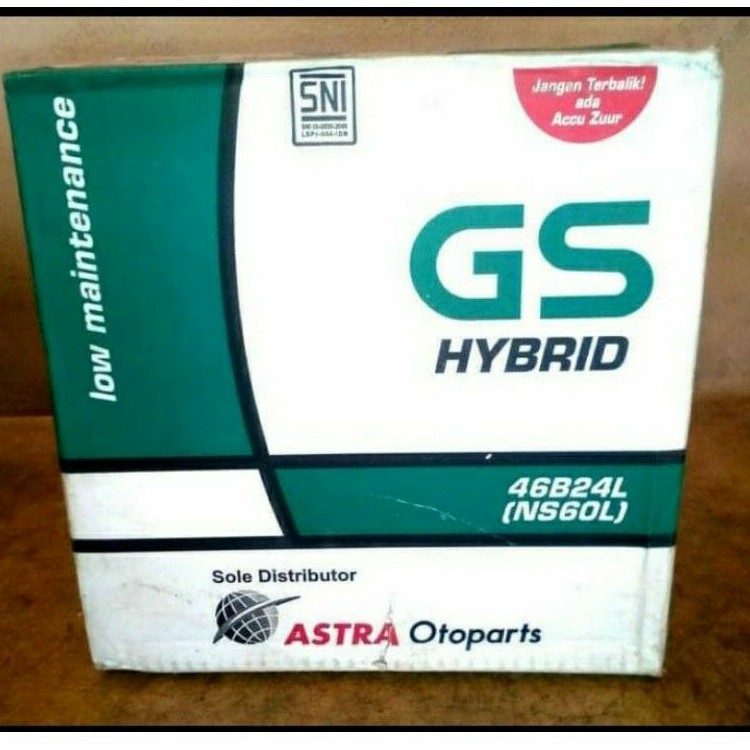 low maintenance
SNI
Jangan Terbalik!
ada
Accu Zuur
GS
HYBRID
46B24L
(NS60L)
Sole Distributor
ASTRA Otoparts